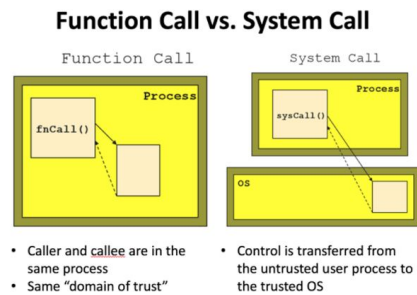 Function Call vs. System Call
Function Call
System Call
Process
fnCall()
Process
sysCall()
OS
• Caller and callee are in the
same process
• Same “domain of trust”
• Control is transferred from
the untrusted user process to
the trusted OS